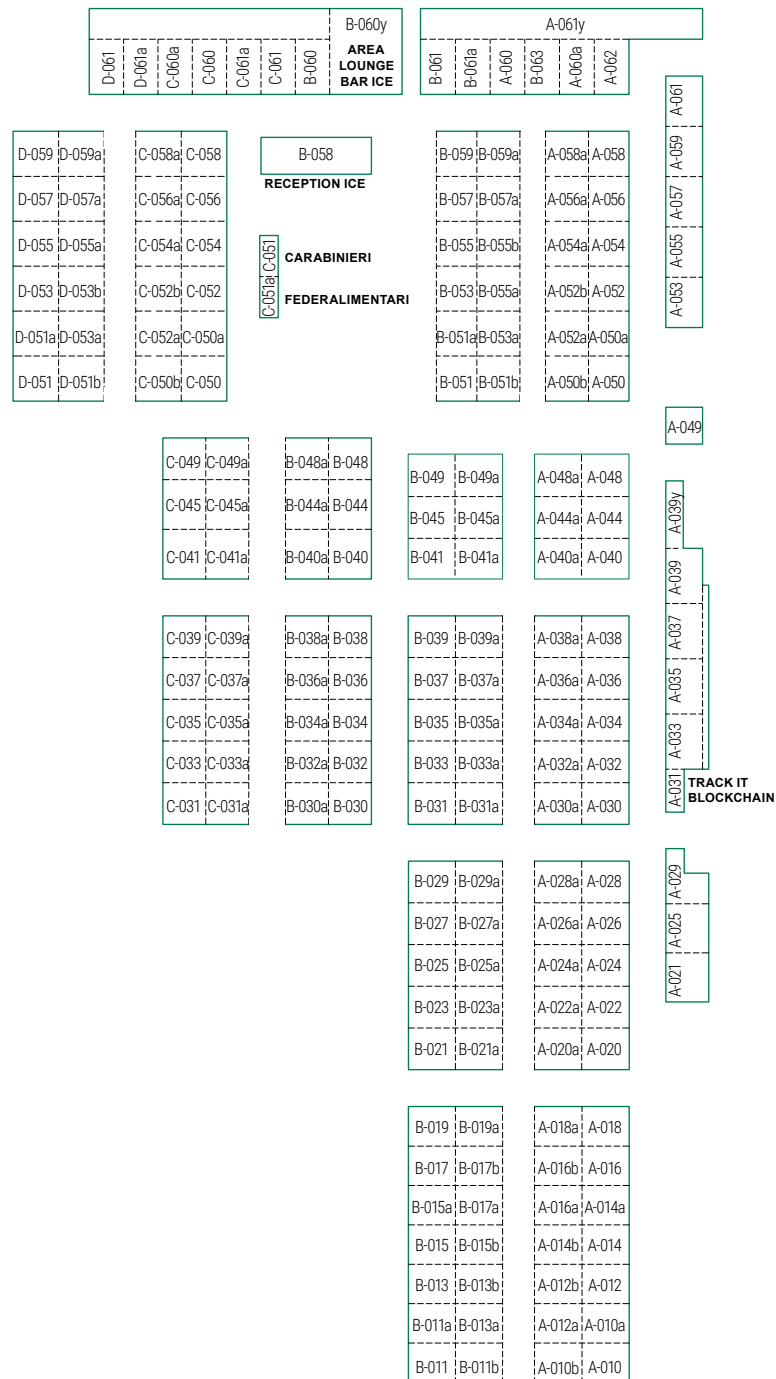 B-060y A-061y
D-061 D-061a C-060a C-060 C-061a C-061 B-060 AREA LOUNGE BAR ICE B-061 B-061a A-060 B-063 A-060a A-062
A-061
D-059 D-059a C-058a C-058 B-058 B-059 B-059a A-058a A-058 A-059
RECEPTION ICE
D-057 D-057a C-056a C-056 B-057 B-057a A-056a A-056 A-057
D-055 D-055a C-054a C-054 C-051 CARABINIERI B-055 B-055b A-054a A-054 A-055
D-053 D-053b C-052b C-052 C-051a FEDERALIMENTARI B-053 B-055a A-052b A-052 A-053
D-051a D-053a C-052a C-050a B-051a B-053a A-052a A-050a
D-051 D-051b C-050b C-050 B-051 B-051b A-050b A-050
A-049
C-049 C-049a B-048a B-048 B-049 B-049a A-048a A-048
C-045 C-045a B-044a B-044 B-045 B-045a A-044a A-044 A-039y
C-041 C-041a B-040a B-040 B-041 B-041a A-040a A-040
A-039
C-039 C-039a B-038a B-038 B-039 B-039a A-038a A-038 A-037
C-037 C-037a B-036a B-036 B-037 B-037a A-036a A-036 A-035
C-035 C-035a B-034a B-034 B-035 B-035a A-034a A-034
C-033 C-033a B-032a B-032 B-033 B-033a A-032a A-032 A-033
C-031 C-031a B-030a B-030 B-031 B-031a A-030a A-030 A-031 TRACK IT
BLOCKCHAIN
B-029 B-029a A-028a A-028 A-029
B-027 B-027a A-026a A-026 A-025
B-025 B-025a A-024a A-024 A-021
B-023 B-023a A-022a A-022
B-021 B-021a A-020a A-020
B-019 B-019a A-018a A-018
B-017 B-017b A-016b A-016
B-015a B-017a A-016a A-014a
B-015 B-015b A-014b A-014
B-013 B-013b A-012b A-012
B-011a B-013a A-012a A-010a
B-011 B-011b A-010b A-010